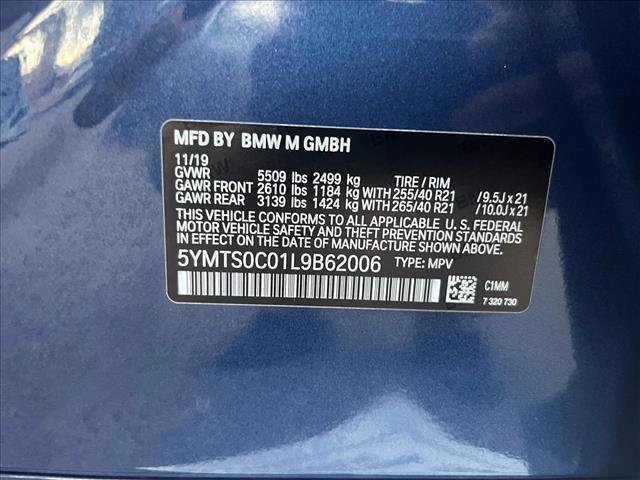 MFD BY BMW M GMBH
11/19
GVWR 5509 lbs 2499 kg TIRE / RIM
GAWR FRONT 2610 lbs 1184 kg WITH 255/40 R21 /9.5J x 21
GAWR REAR 3139 lbs 1424 kg WITH 265/40 R21 /10.0J x 21
THIS VEHICLE CONFORMS TO ALL APPLICABLE U. S. FEDERAL
MOTOR VEHICLE SAFETY AND THEFT PREVENTION STANDARDS
IN EFFECT ON THE DATE OF MANUFACTURE SHOWN ABOVE.
5YMTS0C01L9B62006 TYPE: MPV
C1MM
7 320 730